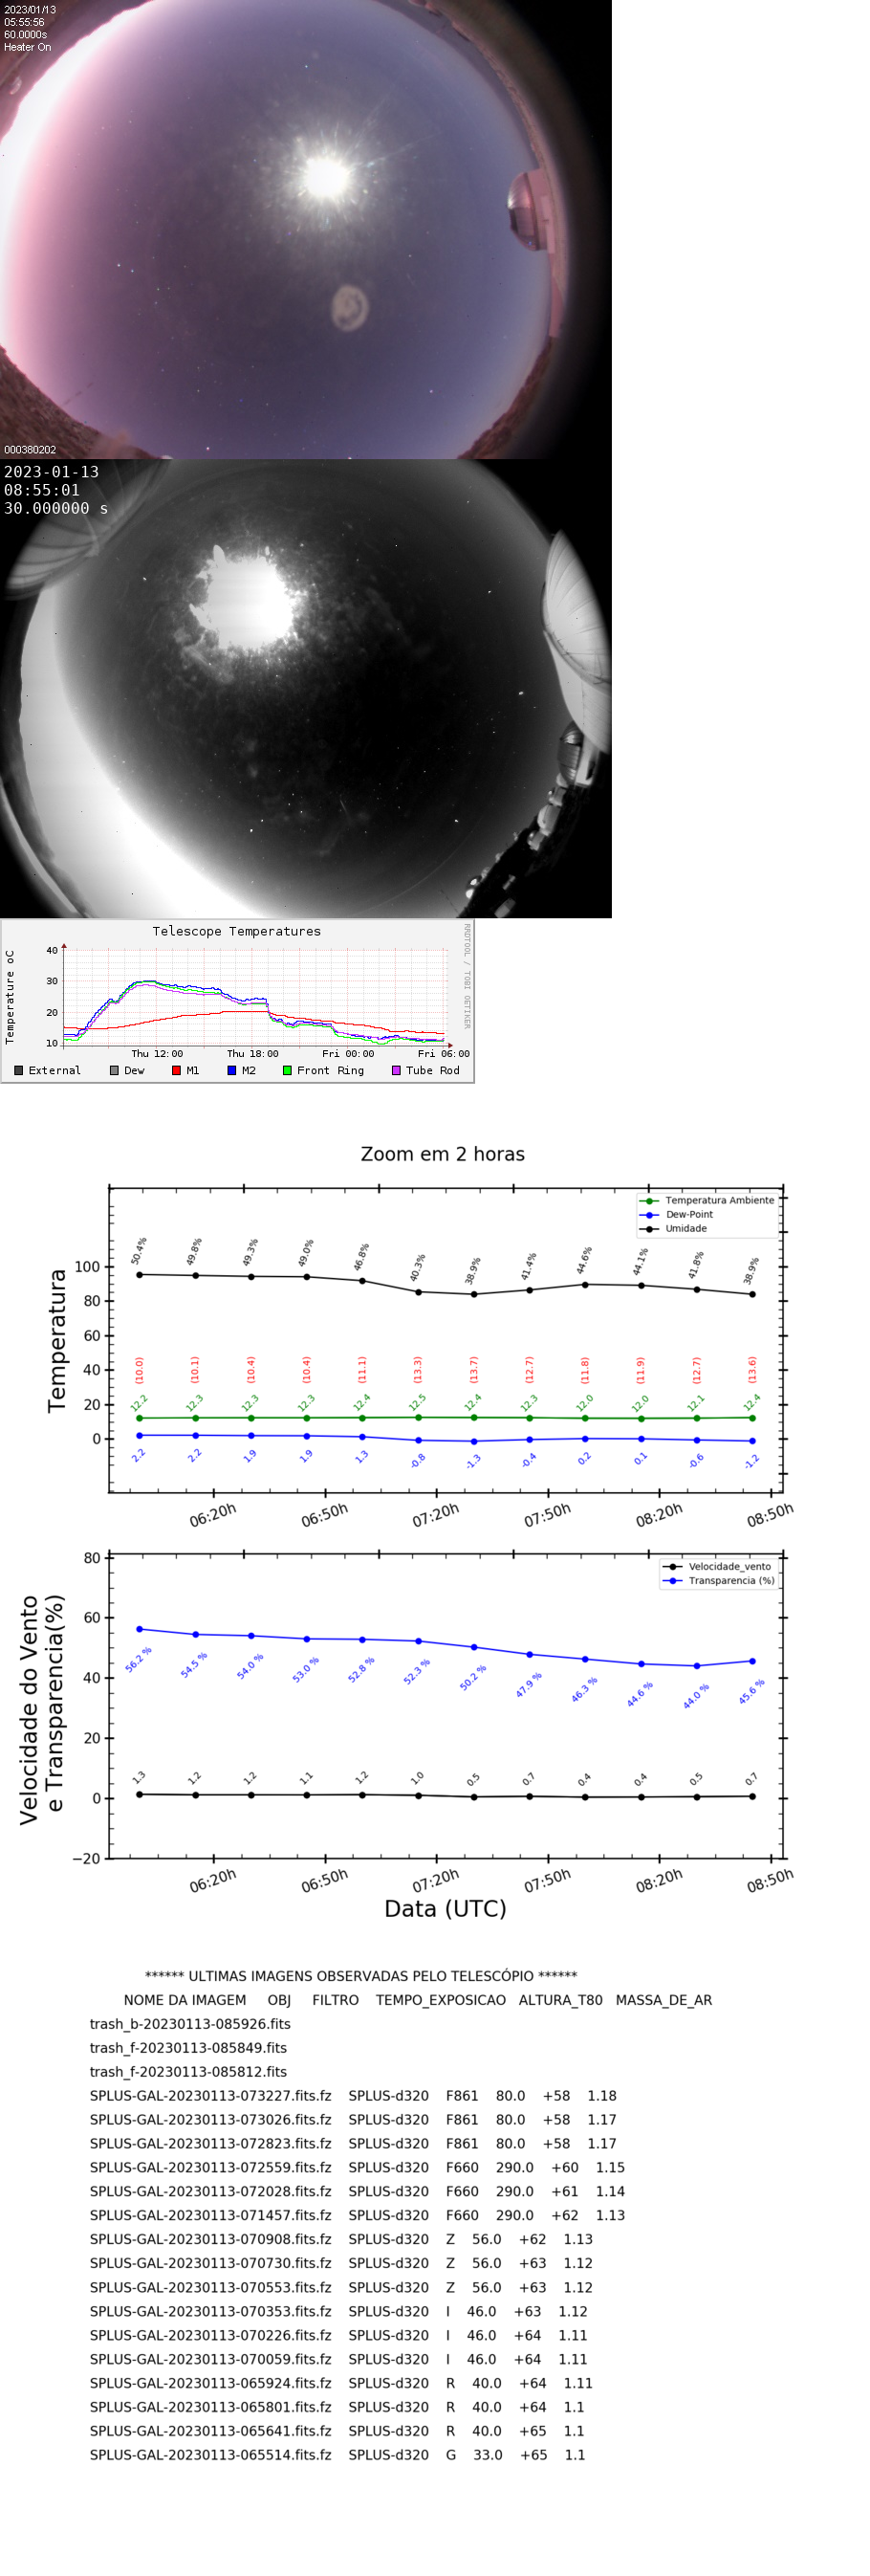 2023/01/13
05:55:56
60.0000s
Heater On
000380202
2023-01-13
08:55:01
30.000000 s
Telescope Temperatures
RRDTOOL / TOBI OETIKER
Temperature oC
40
30
20
10
Thu 12:00 Thu 18:00 Fri 00:00 Fri 06:00
External Dew M1 M2 Front Ring Tube Rod
Zoom em 2 horas
Temperatura Ambiente
Dew-Point
Umidade
Temperatura
100
80
60
40
20
0
50.4% 49.8% 49.3% 49.0% 46.8% 40.3% 38.9% 41.4% 44.6% 44.1% 41.8% 38.9%
(10.0) (10.1) (10.4) (10.4) (11.1) (13.3) (13.7) (12.7) (11.8) (11.9) (12.7) (13.6)
12.2 12.3 12.3 12.3 12.4 12.5 12.4 12.3 12.0 12.0 12.1 12.4
2.2 2.2 1.9 1.9 1.3 -0.8 -1.3 -0.4 0.2 0.1 -0.6 -1.2
06:20h 06:50h 07:20h 07:50h 08:20h 08:50h
Velocidade_vento
Transparencia (%)
Velocidade do Vento
e Transparencia(%)
80
60
40
20
0
−20
56.2 % 54.5 % 54.0 % 53.0 % 52.8 % 52.3 % 50.2 % 47.9 % 46.3 % 44.6 % 44.0 % 45.6 %
1.3 1.2 1.2 1.1 1.2 1.0 0.5 0.7 0.4 0.4 0.5 0.7
06:20h 06:50h 07:20h 07:50h 08:20h 08:50h
Data (UTC)
****** ULTIMAS IMAGENS OBSERVADAS PELO TELESCÓPIO ******
NOME DA IMAGEM OBJ FILTRO TEMPO_EXPOSICAO ALTURA_T80 MASSA_DE_AR
trash_b-20230113-085926.fits
trash_f-20230113-085849.fits
trash_f-20230113-085812.fits
SPLUS-GAL-20230113-073227.fits.fz SPLUS-d320 F861 80.0 +58 1.18
SPLUS-GAL-20230113-073026.fits.fz SPLUS-d320 F861 80.0 +58 1.17
SPLUS-GAL-20230113-072823.fits.fz SPLUS-d320 F861 80.0 +58 1.17
SPLUS-GAL-20230113-072559.fits.fz SPLUS-d320 F660 290.0 +60 1.15
SPLUS-GAL-20230113-072028.fits.fz SPLUS-d320 F660 290.0 +61 1.14
SPLUS-GAL-20230113-071457.fits.fz SPLUS-d320 F660 290.0 +62 1.13
SPLUS-GAL-20230113-070908.fits.fz SPLUS-d320 Z 56.0 +62 1.13
SPLUS-GAL-20230113-070730.fits.fz SPLUS-d320 Z 56.0 +63 1.12
SPLUS-GAL-20230113-070553.fits.fz SPLUS-d320 Z 56.0 +63 1.12
SPLUS-GAL-20230113-070353.fits.fz SPLUS-d320 I 46.0 +63 1.12
SPLUS-GAL-20230113-070226.fits.fz SPLUS-d320 I 46.0 +64 1.11
SPLUS-GAL-20230113-070059.fits.fz SPLUS-d320 I 46.0 +64 1.11
SPLUS-GAL-20230113-065924.fits.fz SPLUS-d320 R 40.0 +64 1.11
SPLUS-GAL-20230113-065801.fits.fz SPLUS-d320 R 40.0 +64 1.1
SPLUS-GAL-20230113-065641.fits.fz SPLUS-d320 R 40.0 +65 1.1
SPLUS-GAL-20230113-065514.fits.fz SPLUS-d320 G 33.0 +65 1.1